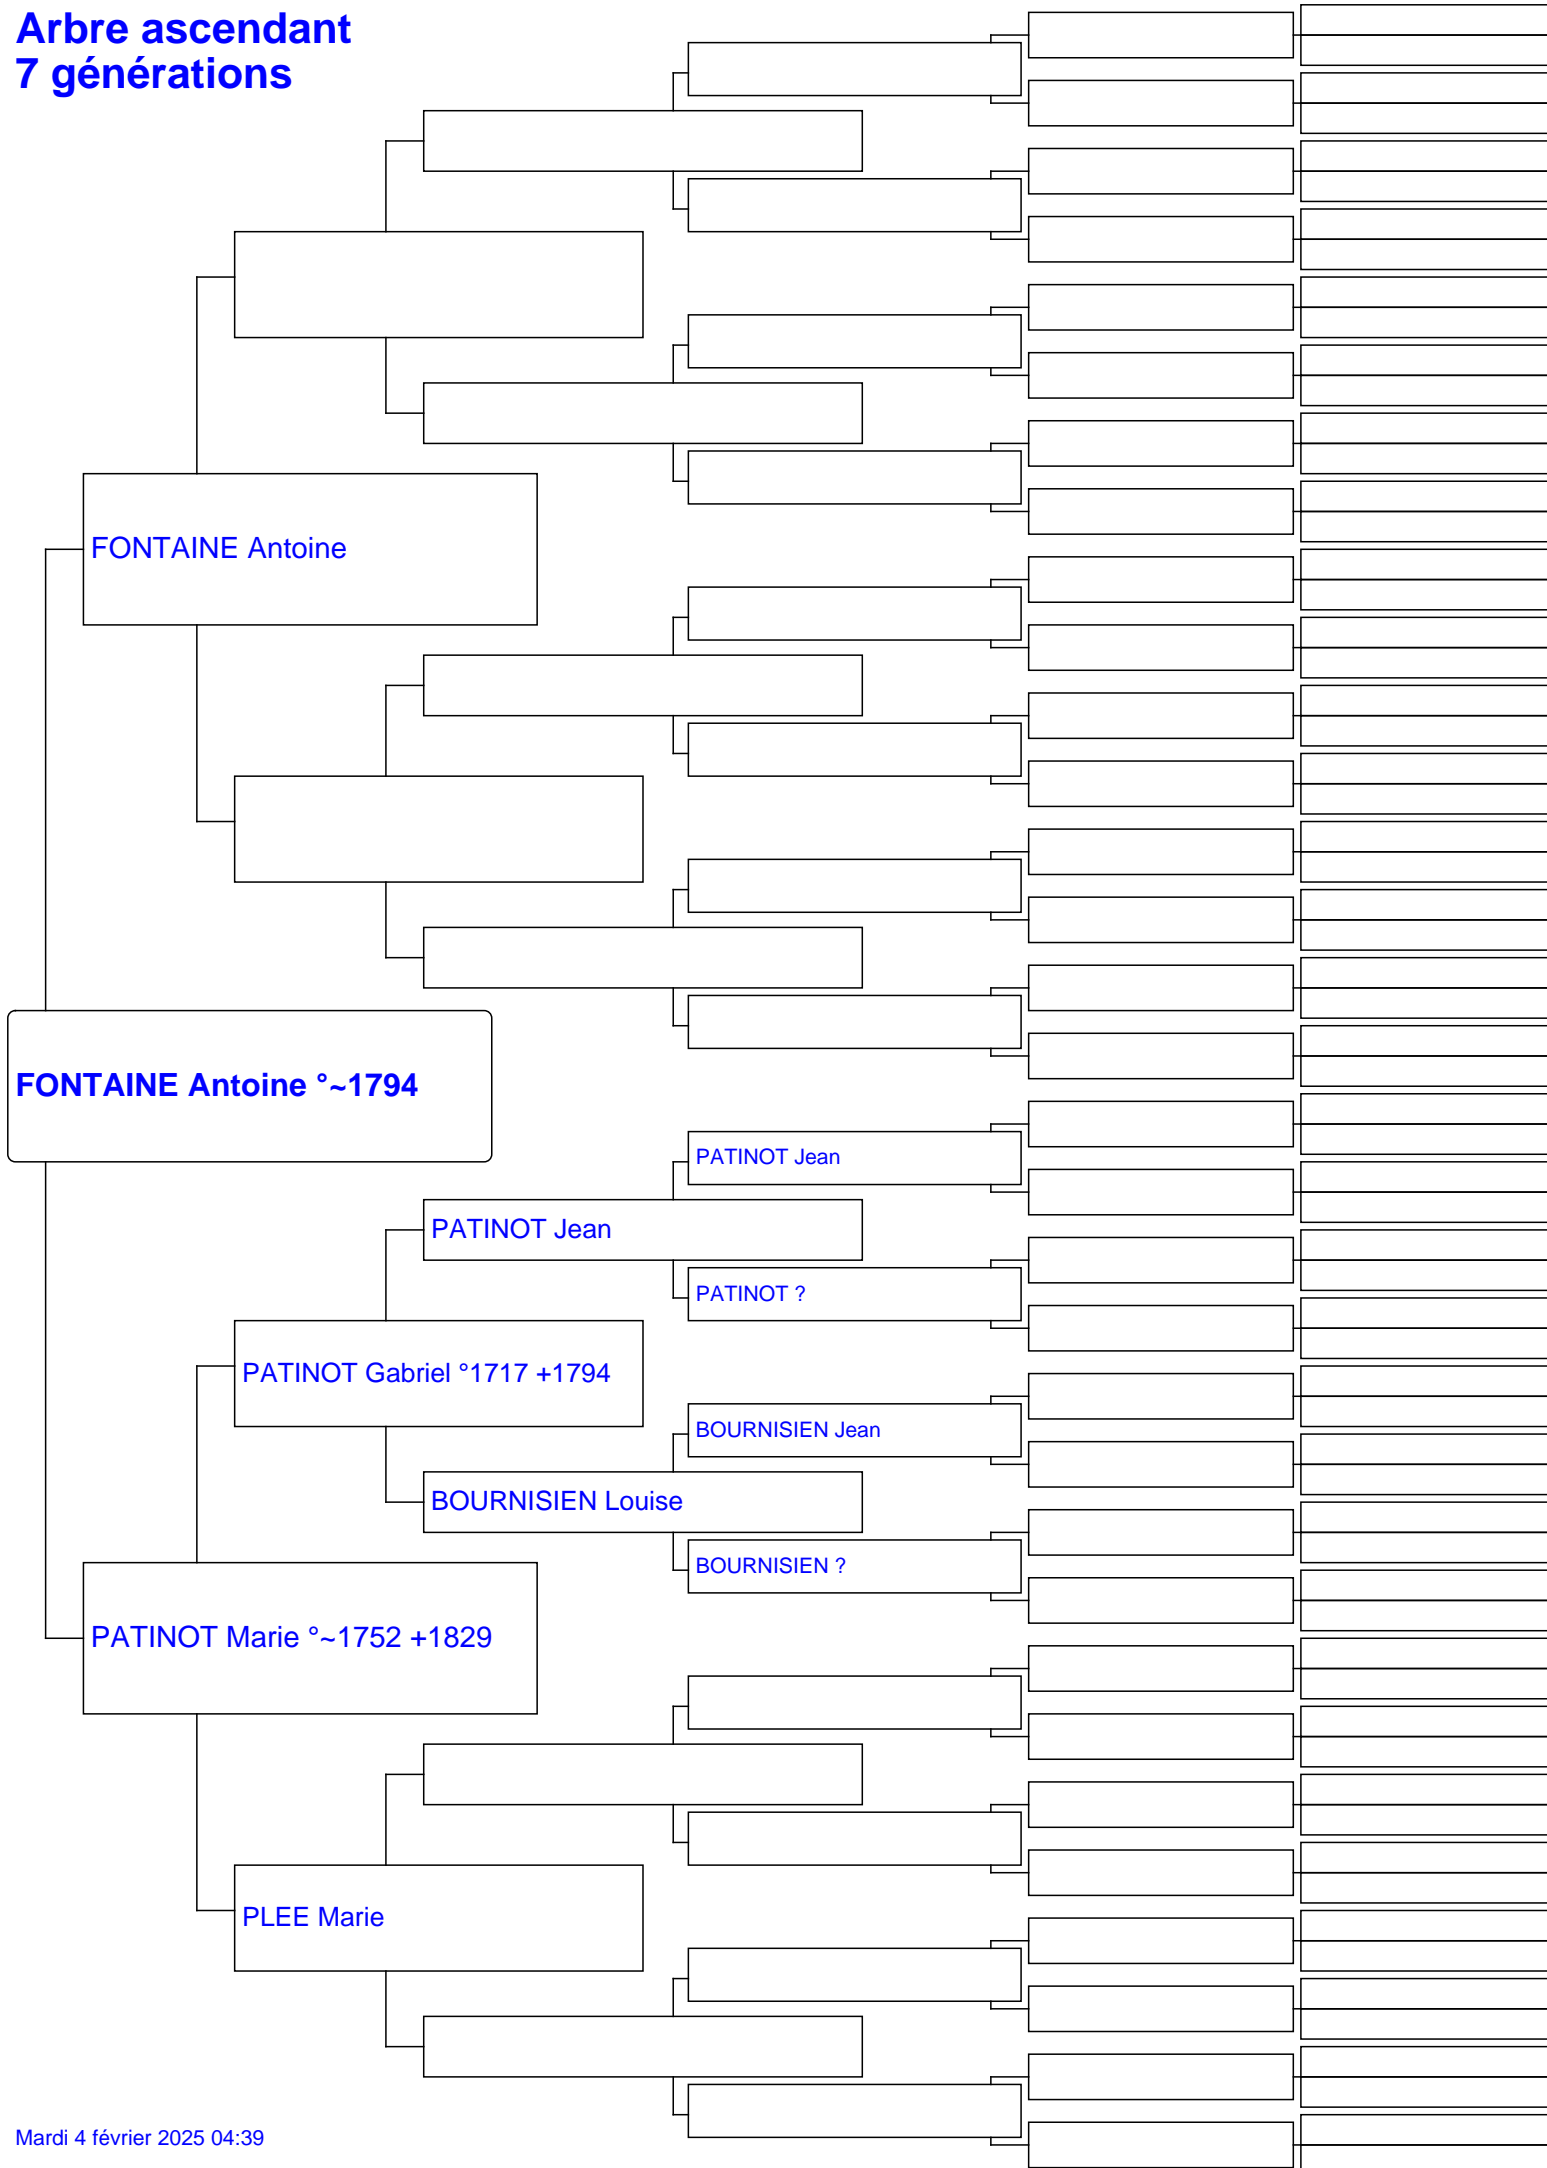 Arbre ascendant
7 générations
FONTAINE Antoine
FONTAINE Antoine °~1794
PATINOT Jean
PATINOT Jean
PATINOT ?
PATINOT Gabriel °1717 +1794
BOURNISIEN Jean
BOURNISIEN Louise
BOURNISIEN ?
PATINOT Marie °~1752 +1829
PLEE Marie
Mardi 4 février 2025 04:39